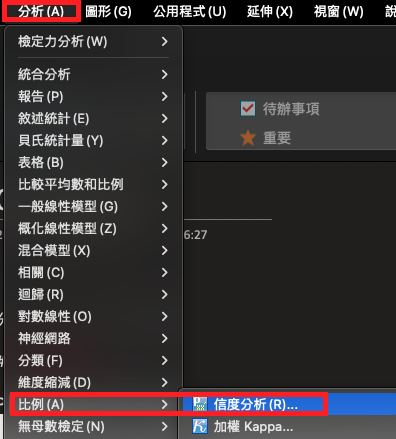 分析(A) 圖形(G) 公用程式(U) 延伸(X) 視窗(W)
檢定力分析(W)
統合分析
報告(P)
敘述統計(E)
貝氏統計量(Y)
表格(B)
比較平均數和比例
一般線性模型(G)
概化線性模型(Z)
混合模型(X)
相關(C)
迴歸(R)
對數線性(O)
神經網路
分類(F)
維度縮減(D)
比例(A)
無母數檢定(N)
信度分析(R)...
加權 Kappa...
待辦事項
重要
6:27